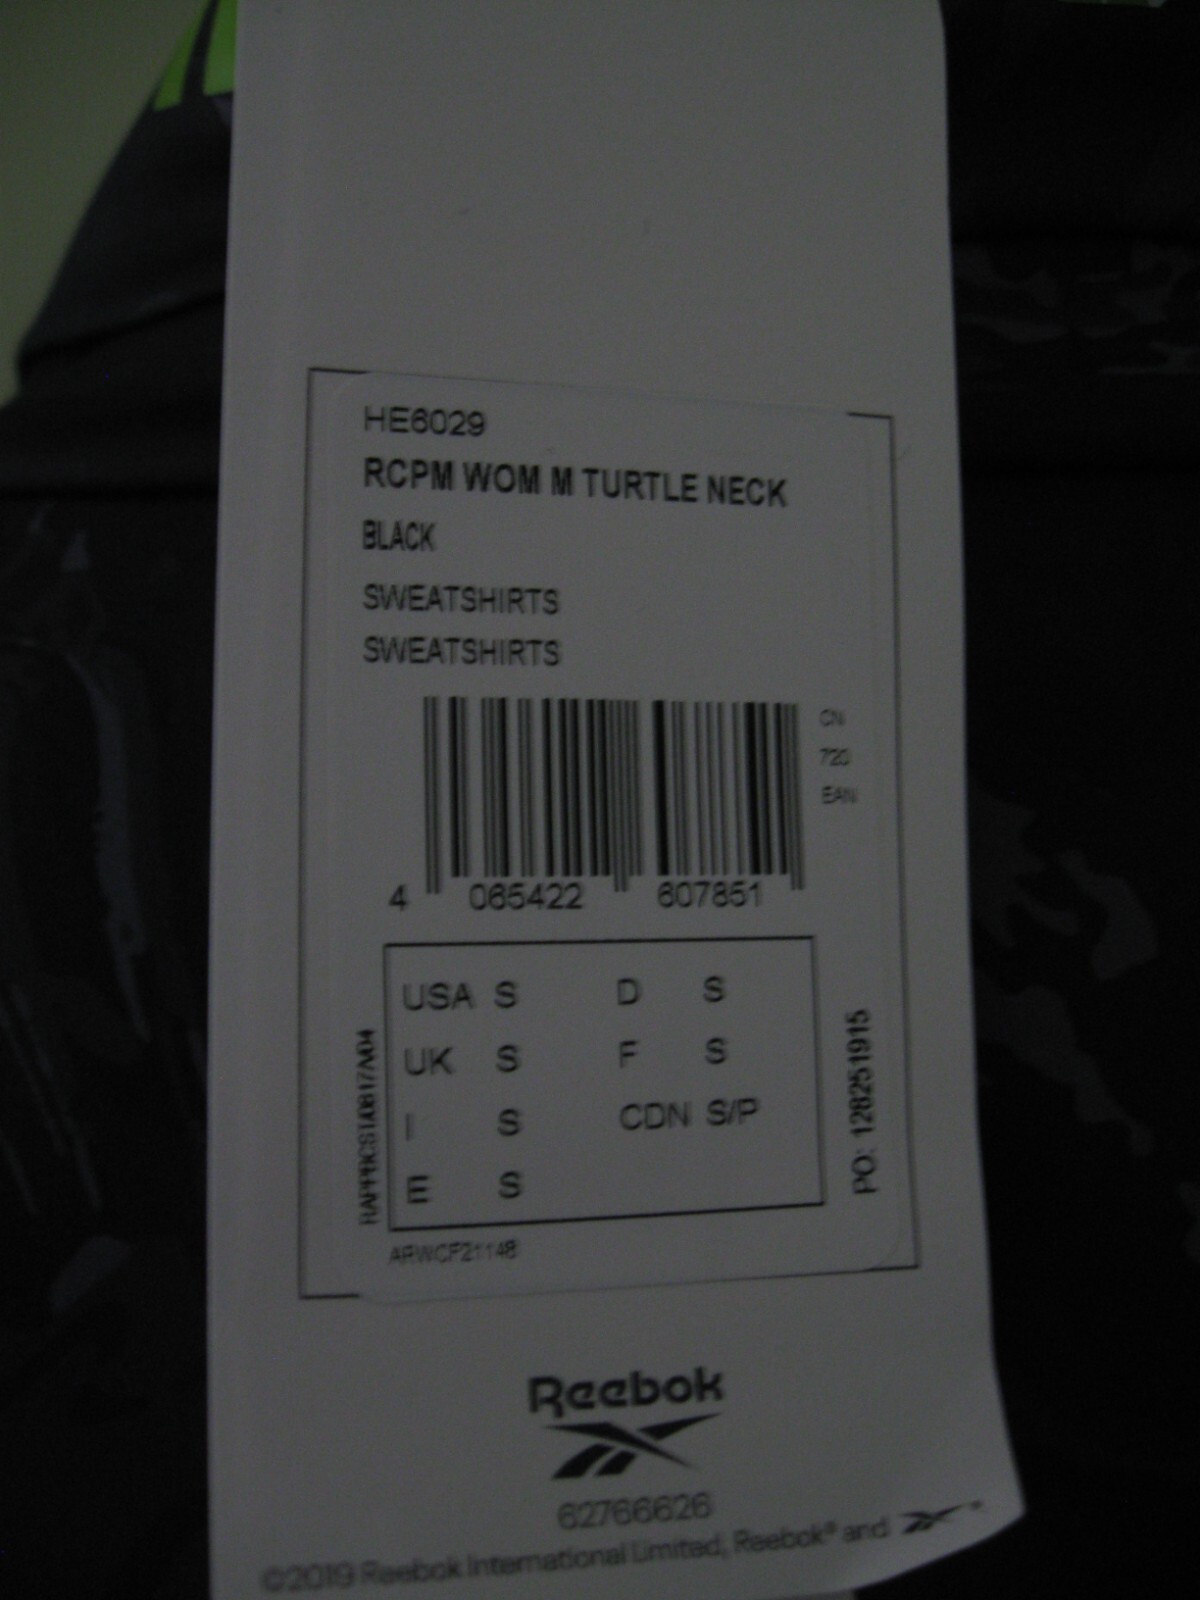 HE6029
RCPM WOM M TURTLE NECK
BLACK
SWEATSHIRTS
SWEATSHIRTS
CN
720
EAN
4 065422 607851
USA S D S
UK S F S
I S CDN S/P
E S
PO: 128251915
ARWCF21148
Reebok
62766626
©2019 Reebok International Limited, Reebok® and